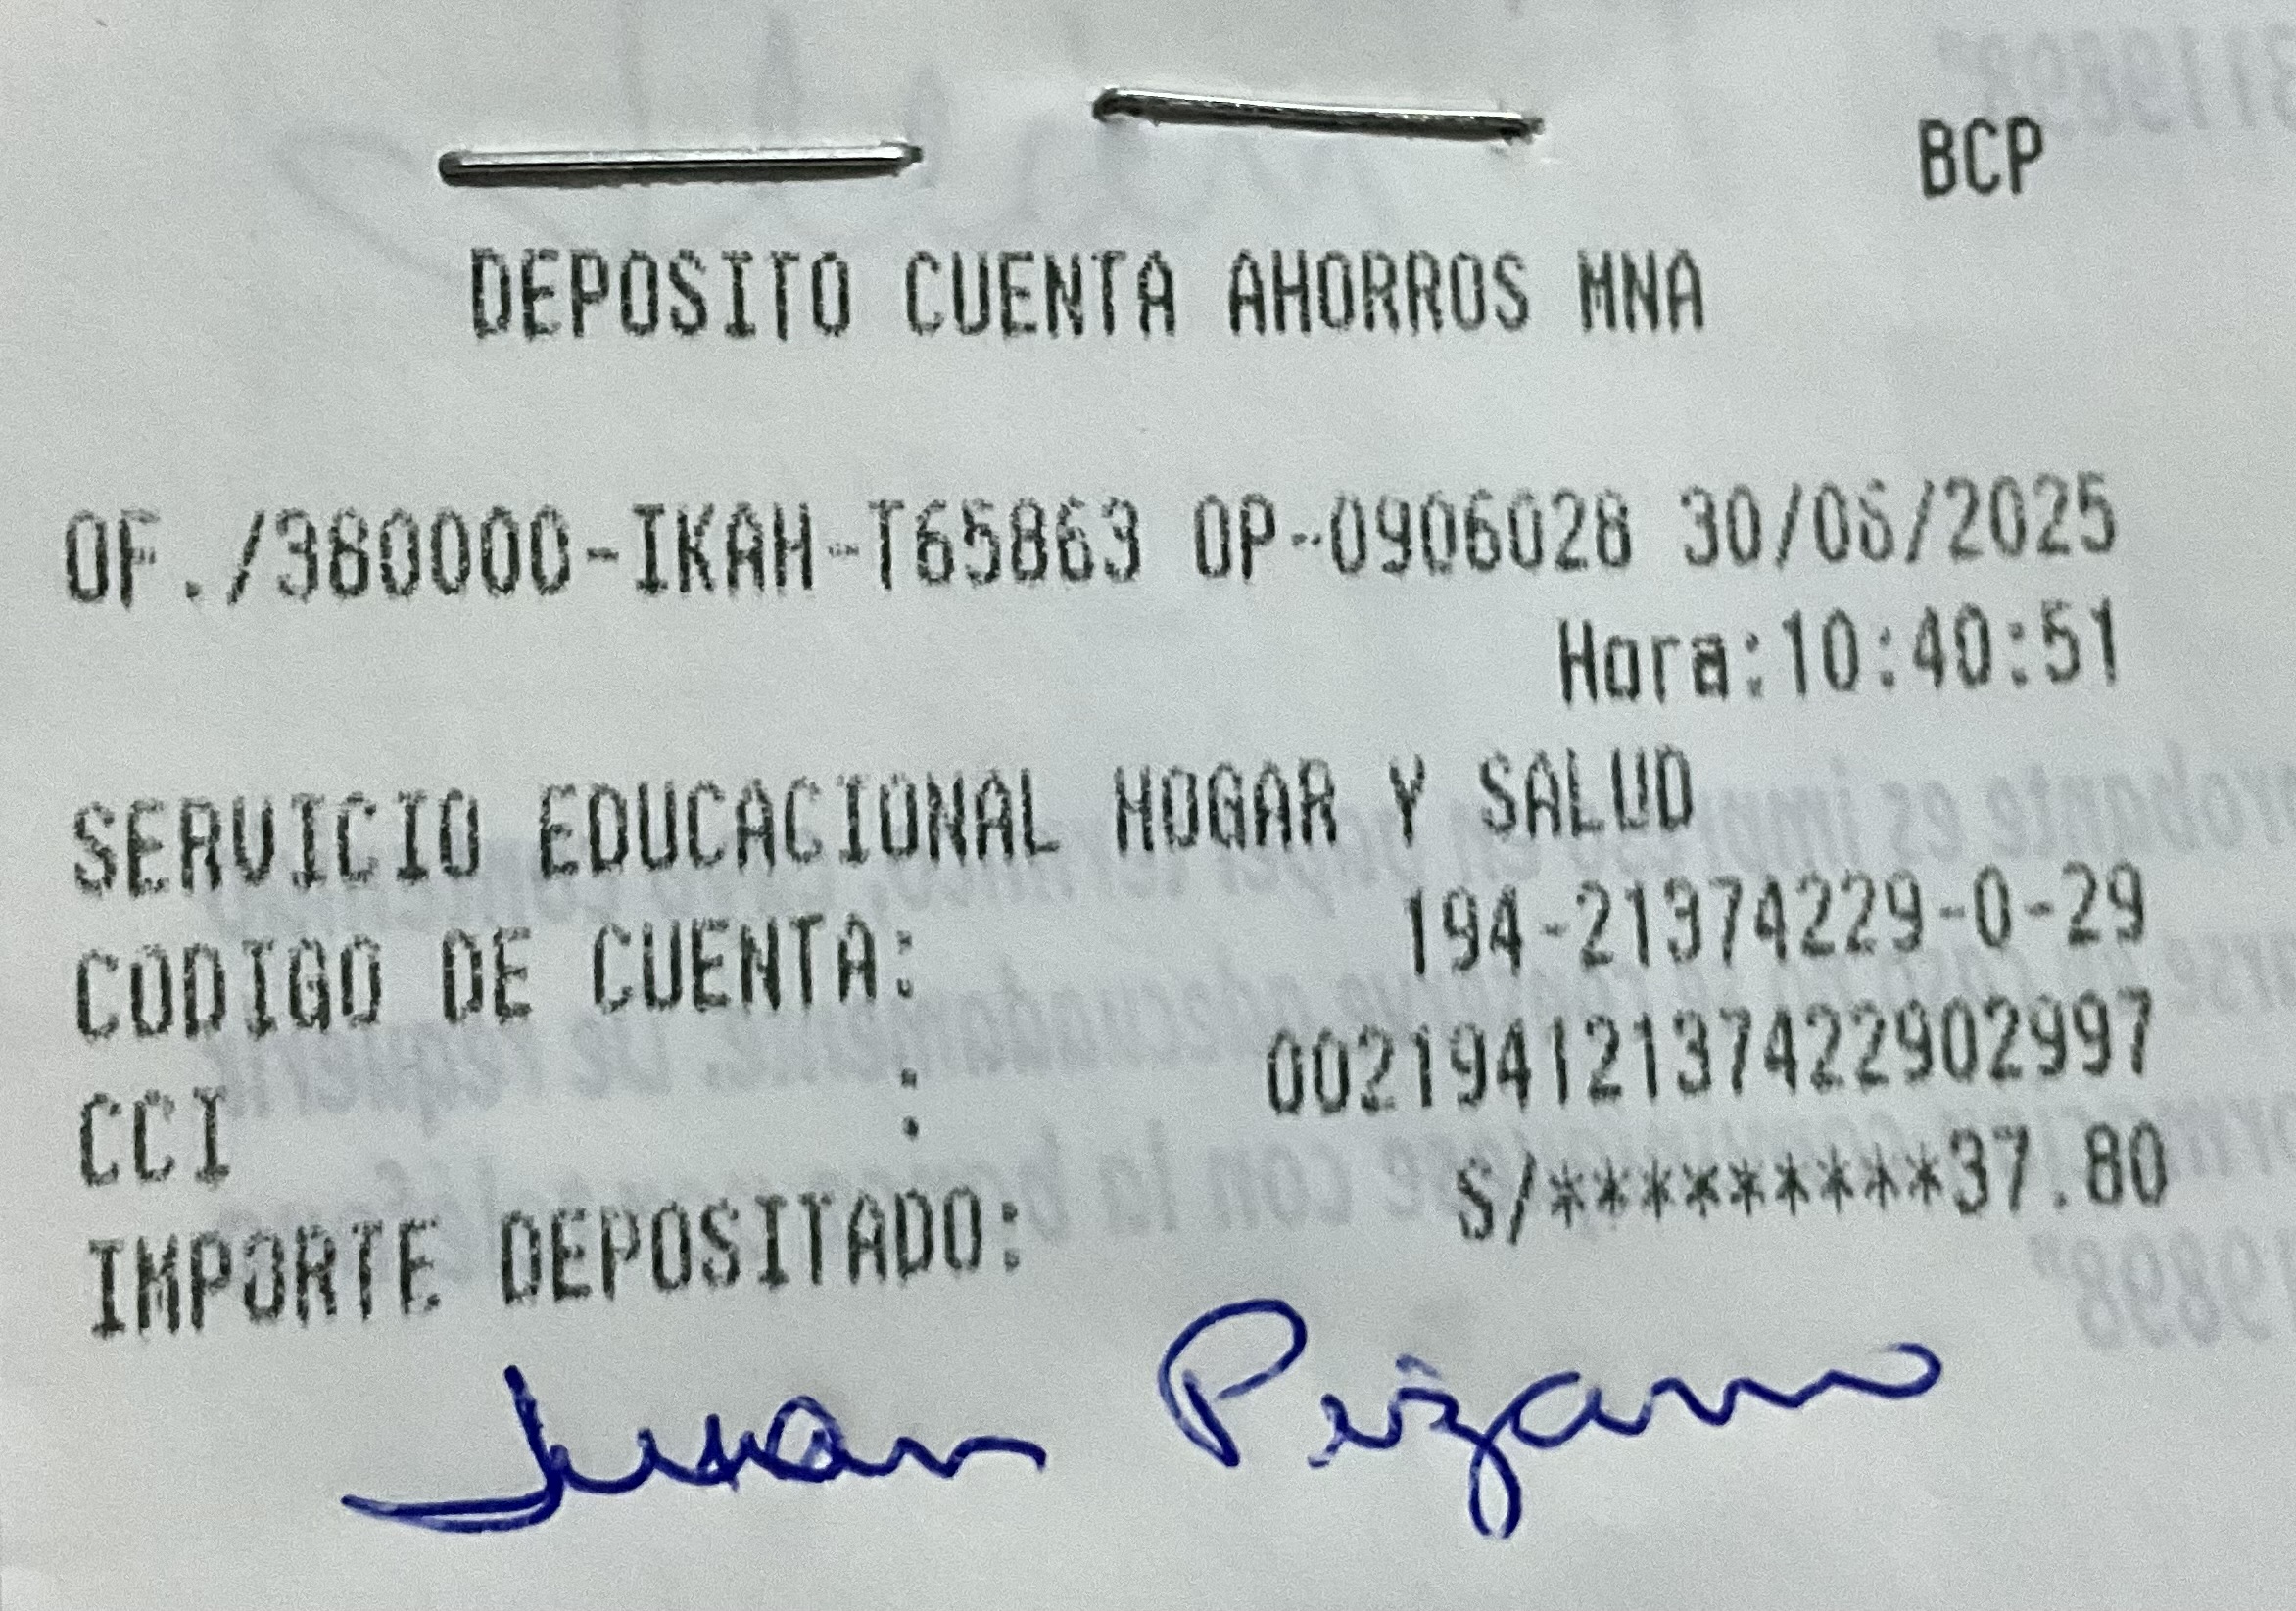 BCP
DEPOSITO CUENTA AHORROS MNA
OF./380000-IKAH-T65863 OP-0906028 30/06/2025
Hora:10:40:51
SERVICIO EDUCACIONAL HOGAR Y SALUD
CODIGO DE CUENTA: 194-21374229-0-29
CCI : 00219412137422902997
IMPORTE DEPOSITADO: S/*********37.80
Juan Pizano